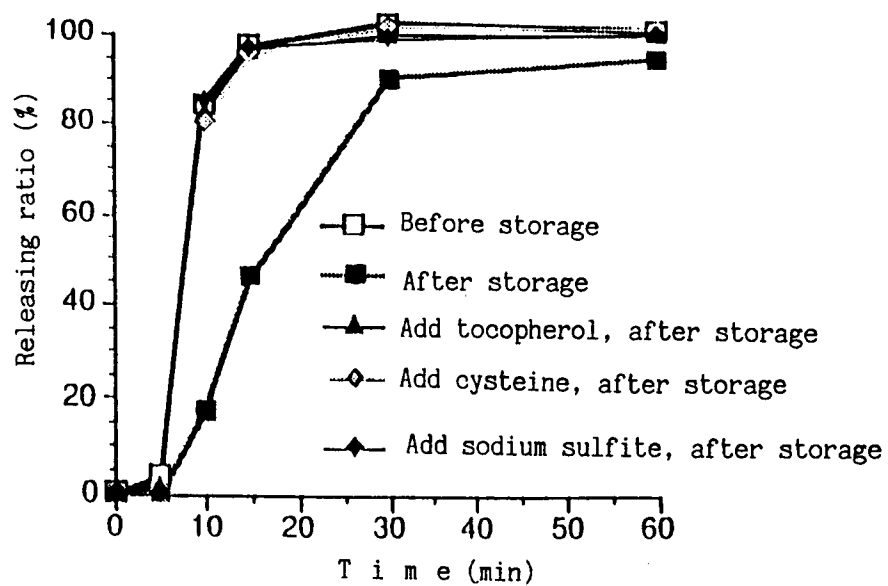 100
80
60
40
20
0
Releasing ratio (%)
Before storage
After storage
Add tocopherol, after storage
Add cysteine, after storage
Add sodium sulfite, after storage
0 10 20 30 40 50 60
Time (min)